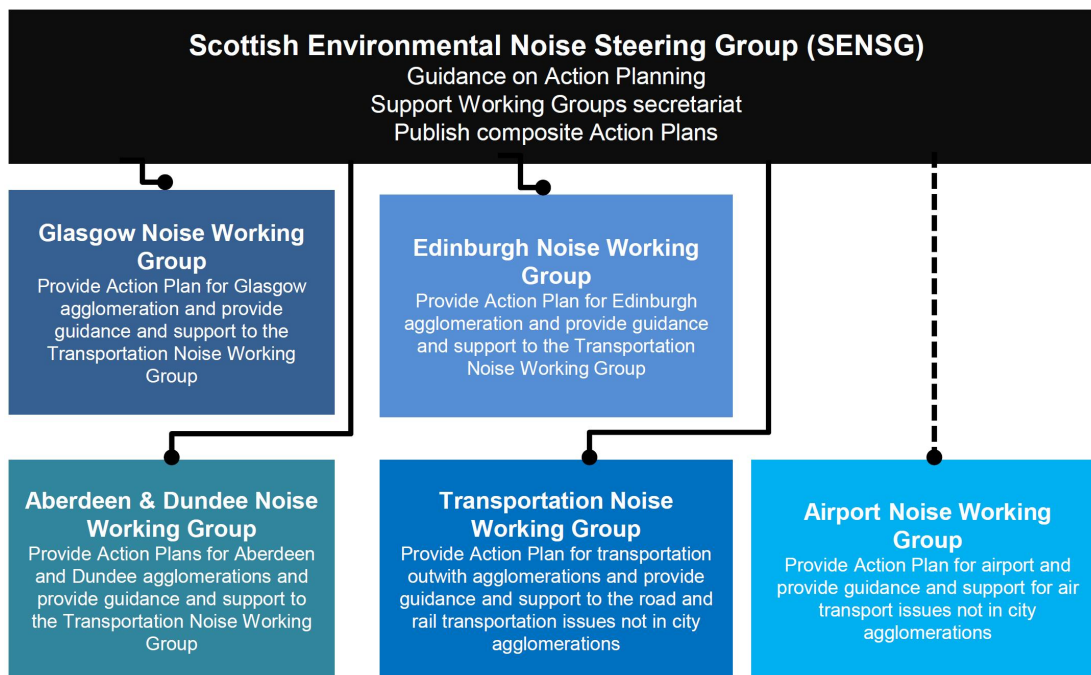 Scottish Environmental Noise Steering Group (SENSG)
Guidance on Action Planning
Support Working Groups secretariat
Publish composite Action Plans
Glasgow Noise Working
Group
Provide Action Plan for Glasgow
agglomeration and provide
guidance and support to the
Transportation Noise Working
Group
Edinburgh Noise Working
Group
Provide Action Plan for Edinburgh
agglomeration and provide guidance
and support to the Transportation
Noise Working Group
Aberdeen & Dundee Noise
Working Group
Provide Action Plans for Aberdeen
and Dundee agglomerations and
provide guidance and support to
the Transportation Noise Working
Group
Transportation Noise
Working Group
Provide Action Plan for transportation
outwith agglomerations and provide
guidance and support to the road and
rail transportation issues not in city
agglomerations
Airport Noise Working
Group
Provide Action Plan for airport and
provide guidance and support for air
transport issues not in city
agglomerations